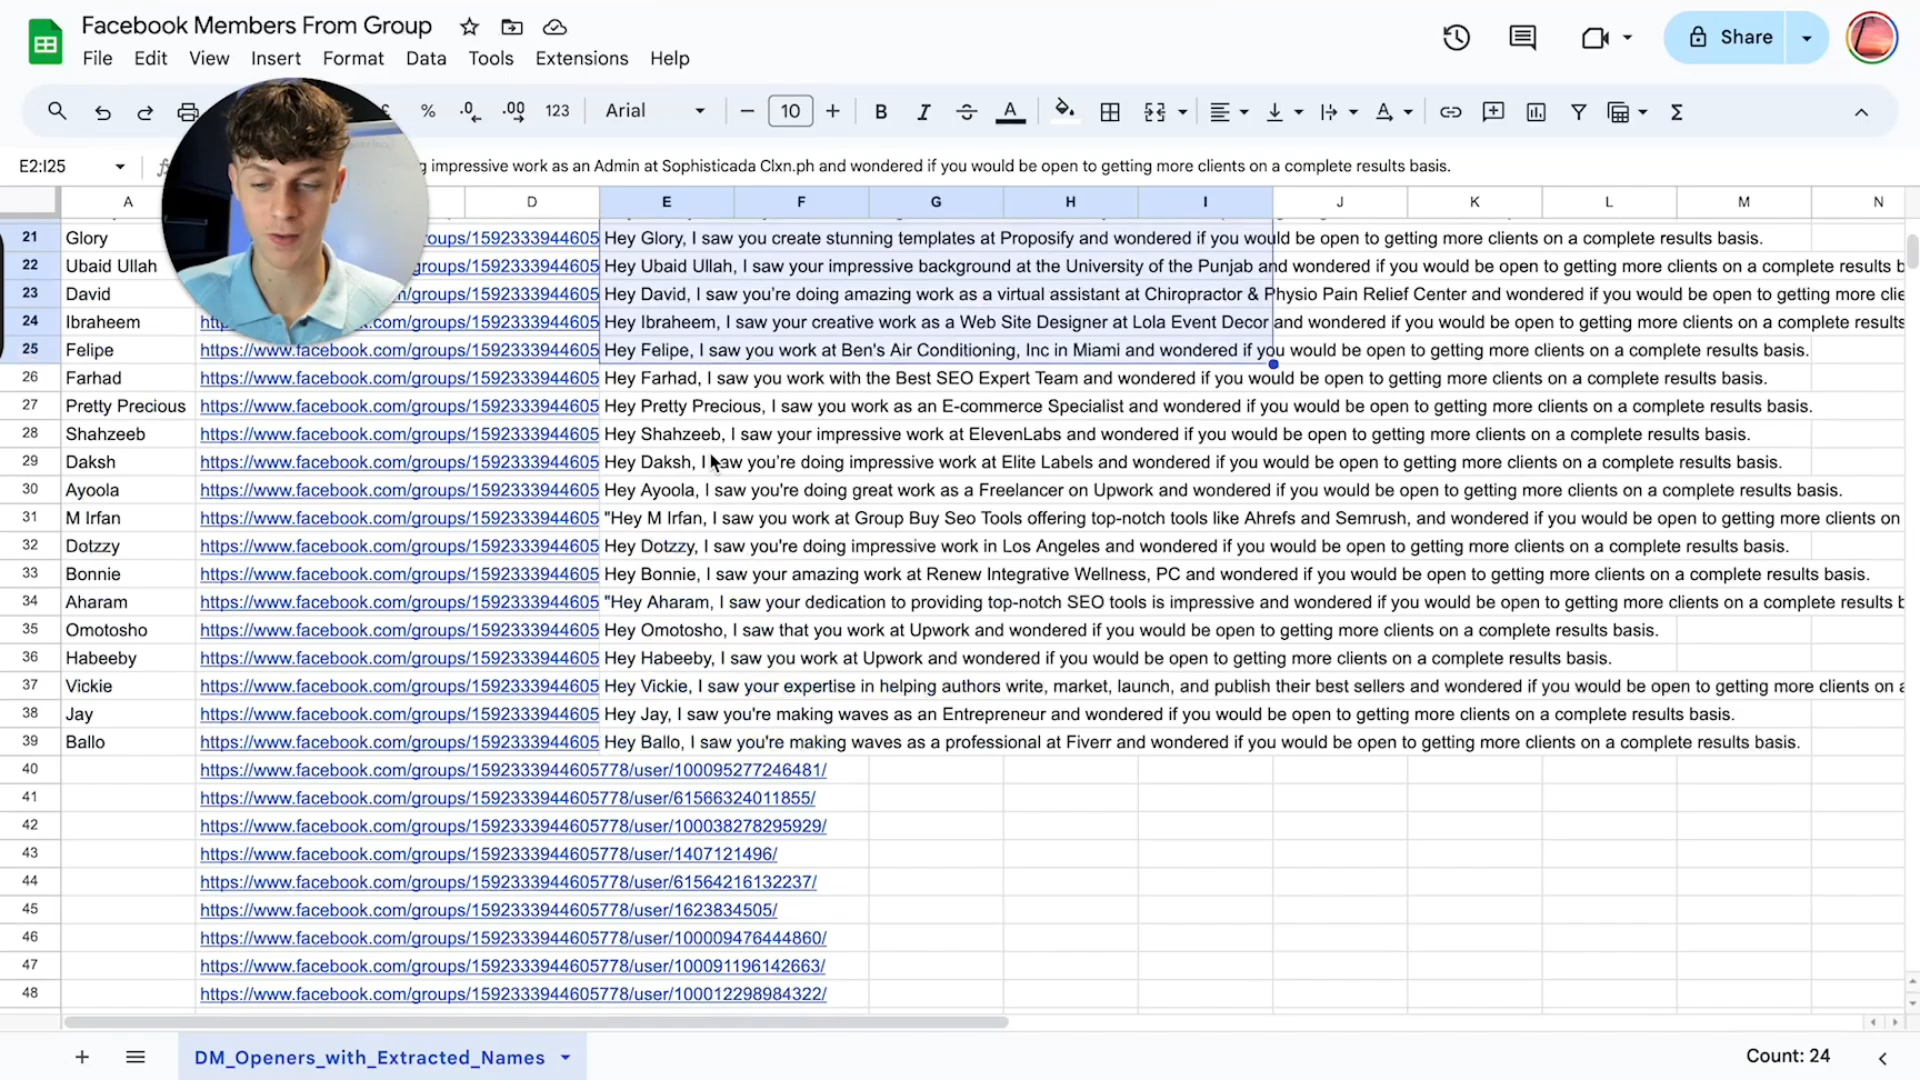 Facebook Members From Group
File Edit View Insert Format Data Tools Extensions Help
Share
% .0 .00 123 Arial 10
E2:I25
impressive work as an Admin at Sophisticada Clxn.ph and wondered if you would be open to getting more clients on a complete results basis.
A D E F G H I J K L M N
21 Glory roups/1592333944605 Hey Glory, I saw you create stunning templates at Proposify and wondered if you would be open to getting more clients on a complete results basis.
22 Ubaid Ullah groups/1592333944605 Hey Ubaid Ullah, I saw your impressive background at the University of the Punjab and wondered if you would be open to getting more clients on a complete results b
23 David m/groups/1592333944605 Hey David, I saw you’re doing amazing work as a virtual assistant at Chiropractor & Physio Pain Relief Center and wondered if you would be open to getting more clie
24 Ibraheem http .com/groups/1592333944605 Hey Ibraheem, I saw your creative work as a Web Site Designer at Lola Event Decor and wondered if you would be open to getting more clients on a complete results
25 Felipe https://www.facebook.com/groups/1592333944605 Hey Felipe, I saw you work at Ben's Air Conditioning, Inc in Miami and wondered if you would be open to getting more clients on a complete results basis.
26 Farhad https://www.facebook.com/groups/1592333944605 Hey Farhad, I saw you work with the Best SEO Expert Team and wondered if you would be open to getting more clients on a complete results basis.
27 Pretty Precious https://www.facebook.com/groups/1592333944605 Hey Pretty Precious, I saw you work as an E-commerce Specialist and wondered if you would be open to getting more clients on a complete results basis.
28 Shahzeeb https://www.facebook.com/groups/1592333944605 Hey Shahzeeb, I saw your impressive work at ElevenLabs and wondered if you would be open to getting more clients on a complete results basis.
29 Daksh https://www.facebook.com/groups/1592333944605 Hey Daksh, I saw you’re doing impressive work at Elite Labels and wondered if you would be open to getting more clients on a complete results basis.
30 Ayoola https://www.facebook.com/groups/1592333944605 Hey Ayoola, I saw you're doing great work as a Freelancer on Upwork and wondered if you would be open to getting more clients on a complete results basis.
31 M Irfan https://www.facebook.com/groups/1592333944605 "Hey M Irfan, I saw you work at Group Buy Seo Tools offering top-notch tools like Ahrefs and Semrush, and wondered if you would be open to getting more clients on
32 Dotzzy https://www.facebook.com/groups/1592333944605 Hey Dotzzy, I saw you're doing impressive work in Los Angeles and wondered if you would be open to getting more clients on a complete results basis.
33 Bonnie https://www.facebook.com/groups/1592333944605 Hey Bonnie, I saw your amazing work at Renew Integrative Wellness, PC and wondered if you would be open to getting more clients on a complete results basis.
34 Aharam https://www.facebook.com/groups/1592333944605 "Hey Aharam, I saw your dedication to providing top-notch SEO tools is impressive and wondered if you would be open to getting more clients on a complete results b
35 Omotosho https://www.facebook.com/groups/1592333944605 Hey Omotosho, I saw that you work at Upwork and wondered if you would be open to getting more clients on a complete results basis.
36 Habeeby https://www.facebook.com/groups/1592333944605 Hey Habeeby, I saw you work at Upwork and wondered if you would be open to getting more clients on a complete results basis.
37 Vickie https://www.facebook.com/groups/1592333944605 Hey Vickie, I saw your expertise in helping authors write, market, launch, and publish their best sellers and wondered if you would be open to getting more clients on a
38 Jay https://www.facebook.com/groups/1592333944605 Hey Jay, I saw you're making waves as an Entrepreneur and wondered if you would be open to getting more clients on a complete results basis.
39 Ballo https://www.facebook.com/groups/1592333944605 Hey Ballo, I saw you're making waves as a professional at Fiverr and wondered if you would be open to getting more clients on a complete results basis.
40 https://www.facebook.com/groups/1592333944605778/user/100095277246481/
41 https://www.facebook.com/groups/1592333944605778/user/61566324011855/
42 https://www.facebook.com/groups/1592333944605778/user/100038278295929/
43 https://www.facebook.com/groups/1592333944605778/user/1407121496/
44 https://www.facebook.com/groups/1592333944605778/user/61564216132237/
45 https://www.facebook.com/groups/1592333944605778/user/1623834505/
46 https://www.facebook.com/groups/1592333944605778/user/100009476444860/
47 https://www.facebook.com/groups/1592333944605778/user/100091196142663/
48 https://www.facebook.com/groups/1592333944605778/user/100012298984322/
DM_Openers_with_Extracted_Names Count: 24